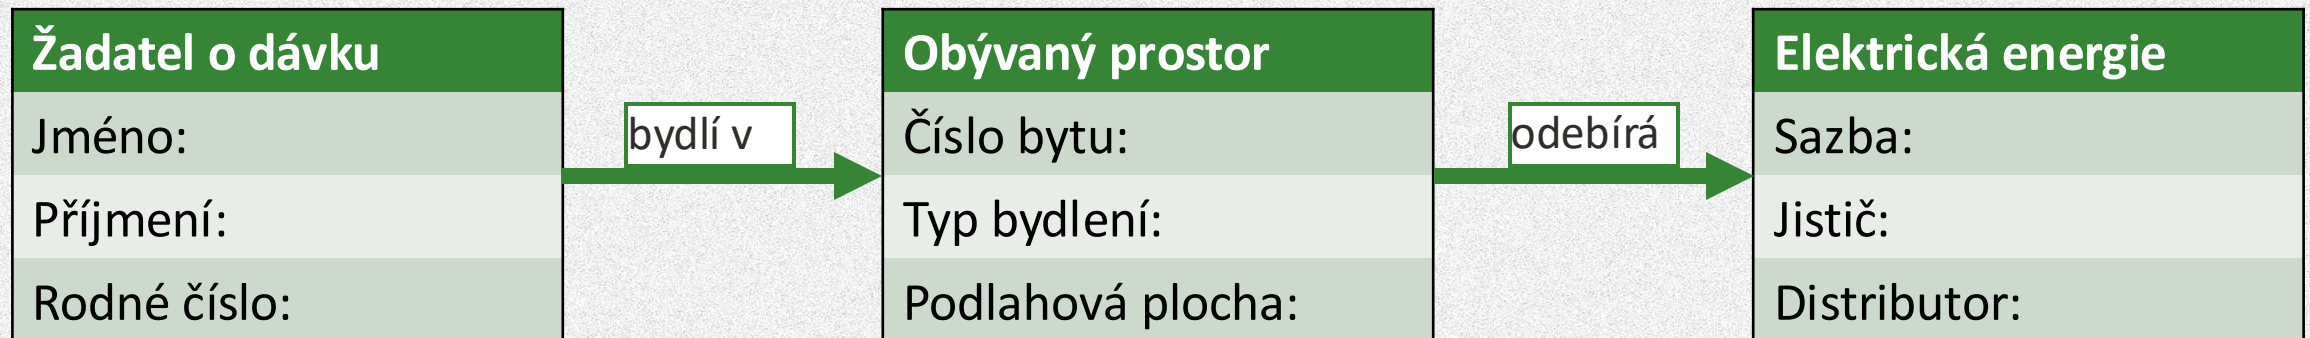 Žadatel o dávku
Jméno:
Příjmení:
Rodné číslo:
bydlí v
Obývaný prostor
Číslo bytu:
Typ bydlení:
Podlahová plocha:
odebírá
Elektrická energie
Sazba:
Jistič:
Distributor: